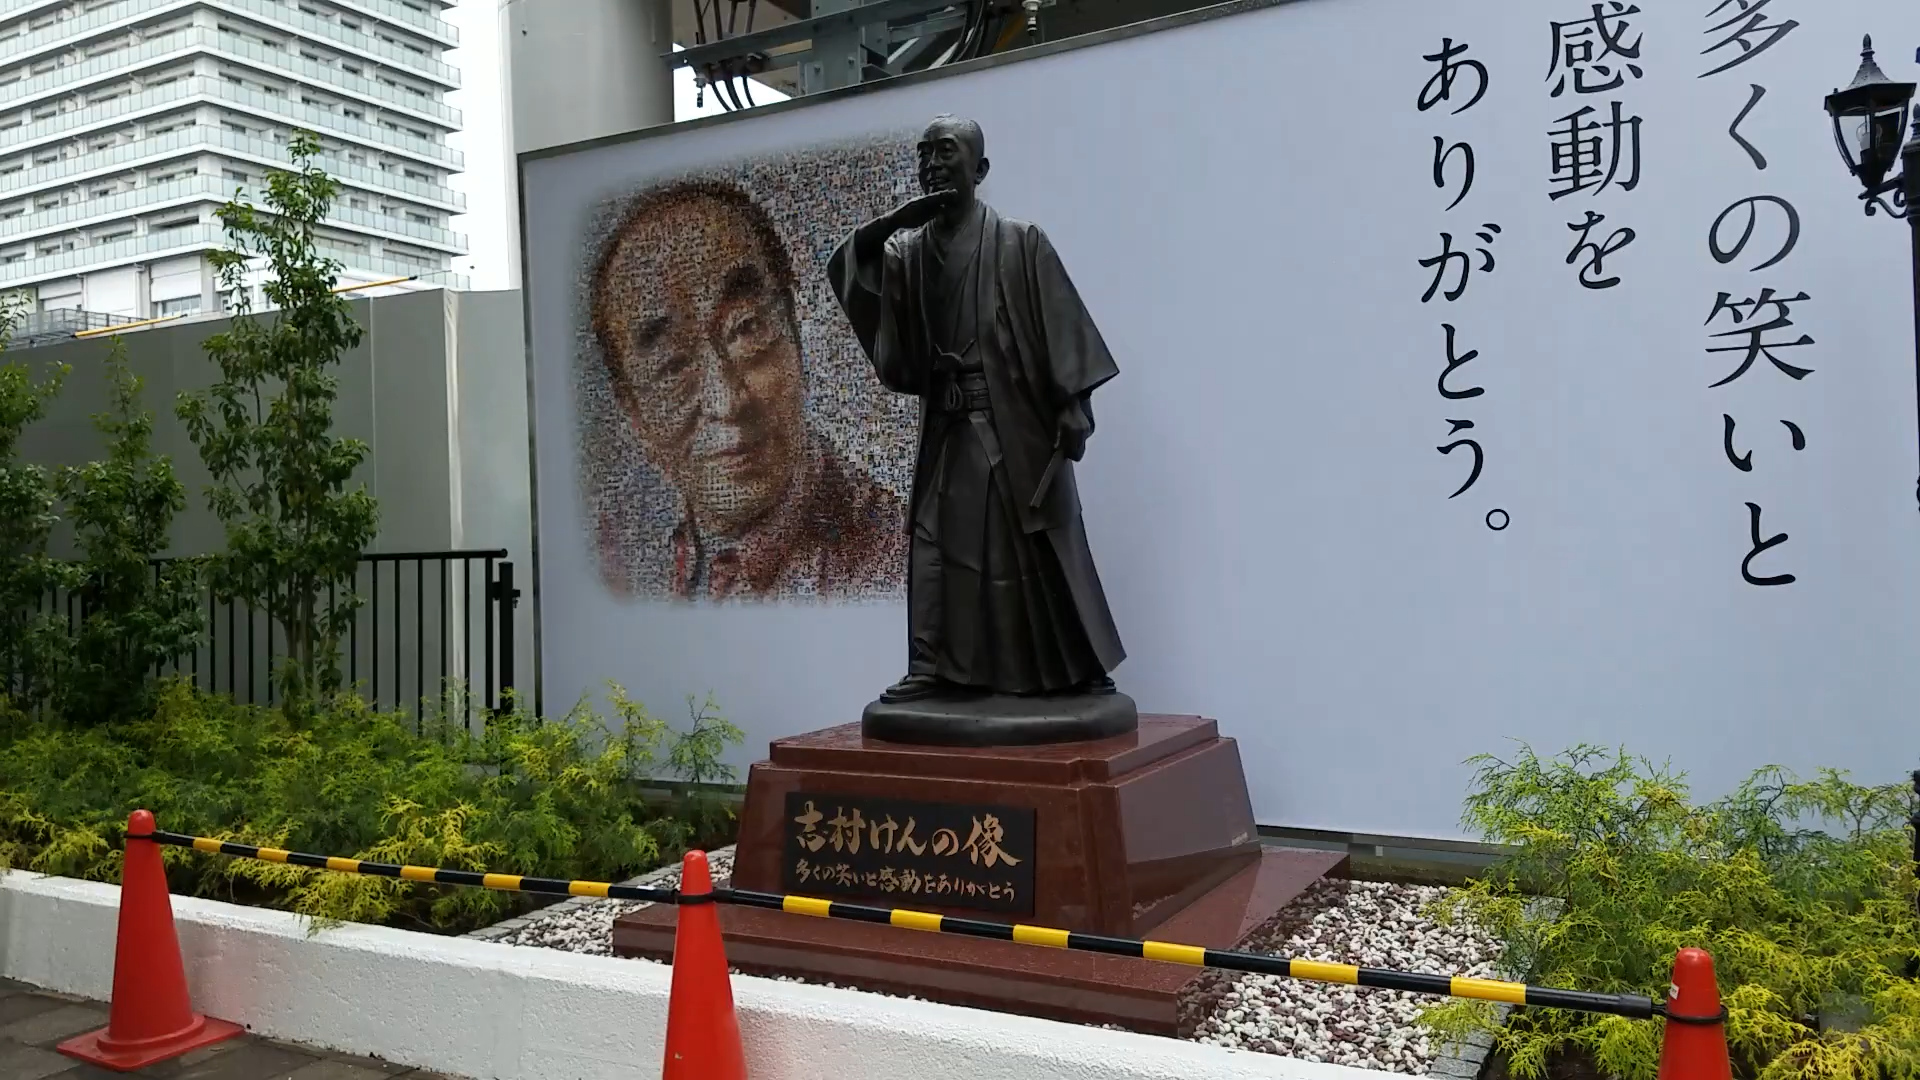 多くの笑いと
感動を
ありがとう。
志村けんの像
多くの笑いと感動をありがとう